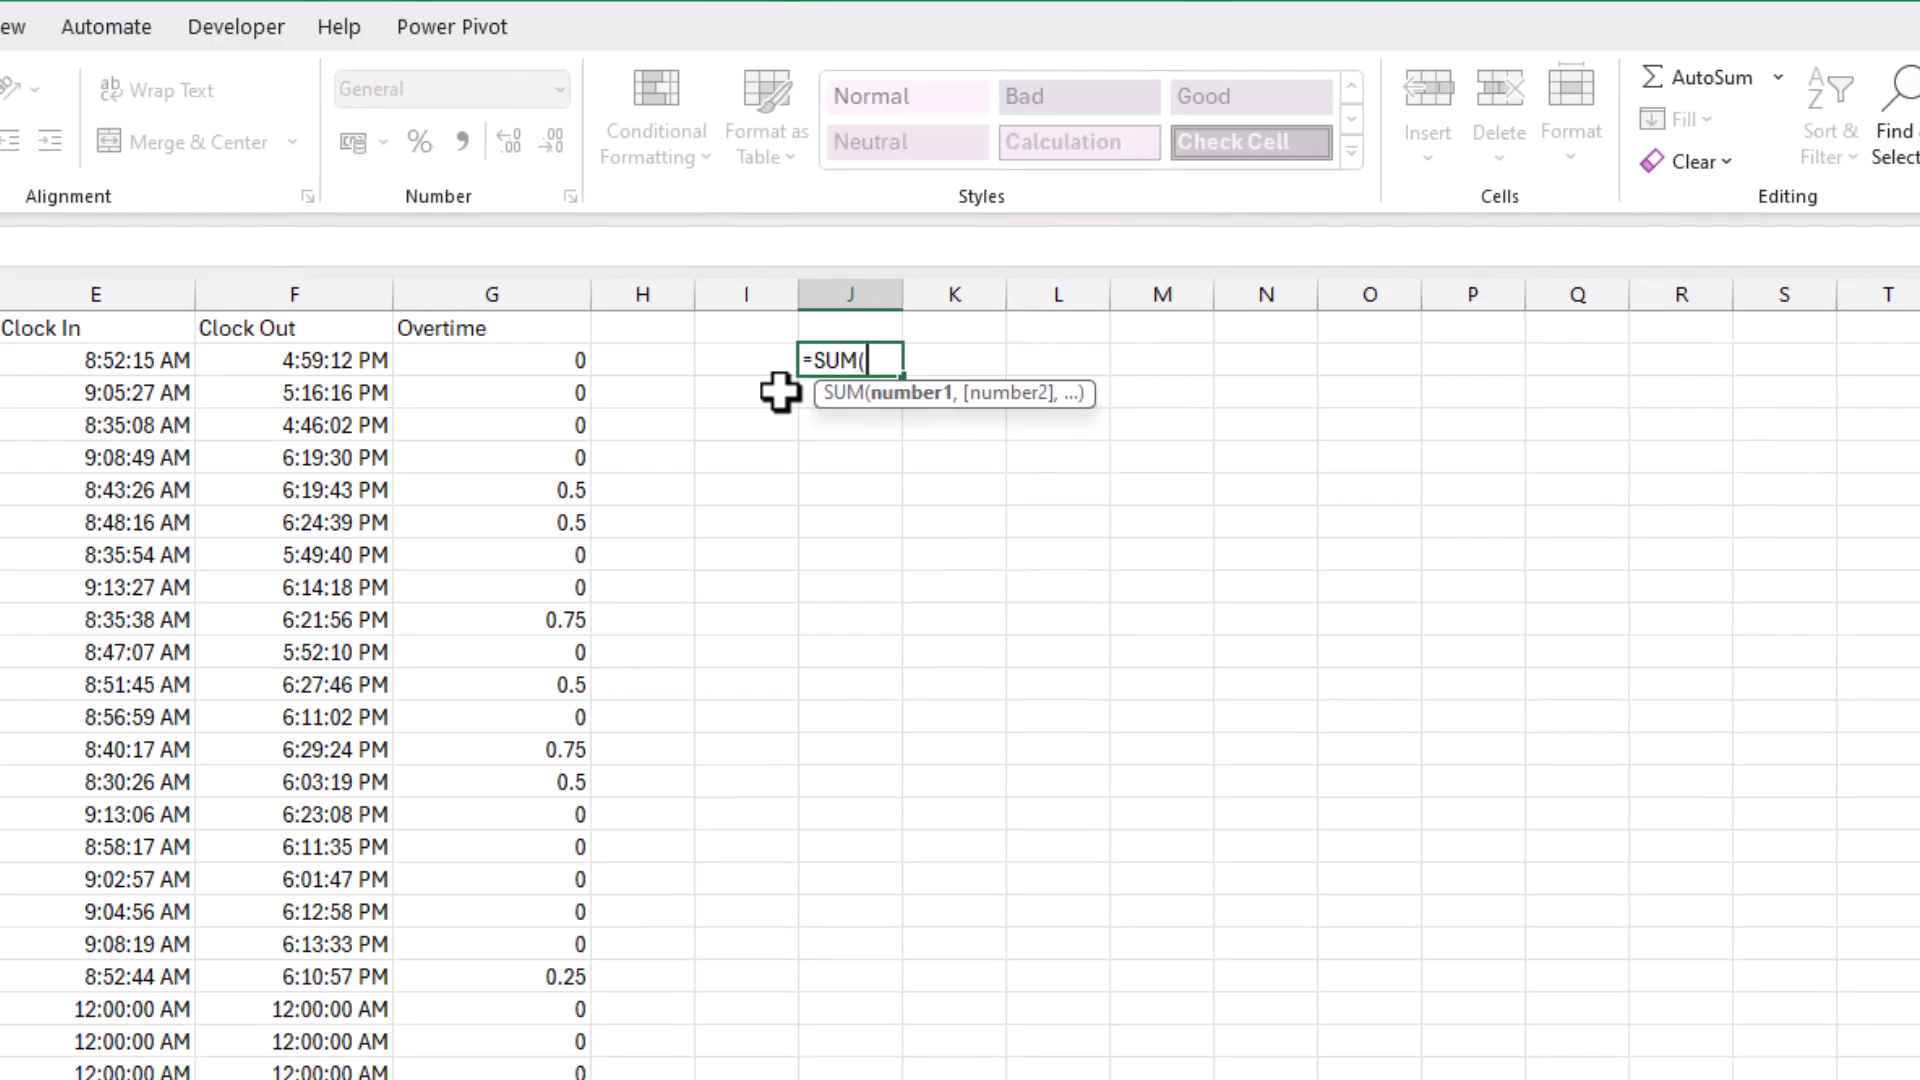 ew Automate Developer Help Power Pivot
Wrap Text General Normal Bad Good AutoSum
Conditional Formatting Format as Table Insert Delete Format Fill Sort & Filter Find Select
Merge & Center % Neutral Calculation Check Cell Clear
Alignment Number Styles Cells Editing
E F G H I J K L M N O P Q R S T
Clock In Clock Out Overtime
8:52:15 AM 4:59:12 PM 0 =SUM(
9:05:27 AM 5:16:16 PM 0 SUM(number1, [number2], ...)
8:35:08 AM 4:46:02 PM 0
9:08:49 AM 6:19:30 PM 0
8:43:26 AM 6:19:43 PM 0.5
8:48:16 AM 6:24:39 PM 0.5
8:35:54 AM 5:49:40 PM 0
9:13:27 AM 6:14:18 PM 0
8:35:38 AM 6:21:56 PM 0.75
8:47:07 AM 5:52:10 PM 0
8:51:45 AM 6:27:46 PM 0.5
8:56:59 AM 6:11:02 PM 0
8:40:17 AM 6:29:24 PM 0.75
8:30:26 AM 6:03:19 PM 0.5
9:13:06 AM 6:23:08 PM 0
8:58:17 AM 6:11:35 PM 0
9:02:57 AM 6:01:47 PM 0
9:04:56 AM 6:12:58 PM 0
9:08:19 AM 6:13:33 PM 0
8:52:44 AM 6:10:57 PM 0.25
12:00:00 AM 12:00:00 AM 0
12:00:00 AM 12:00:00 AM 0
12:00:00 AM 12:00:00 AM 0